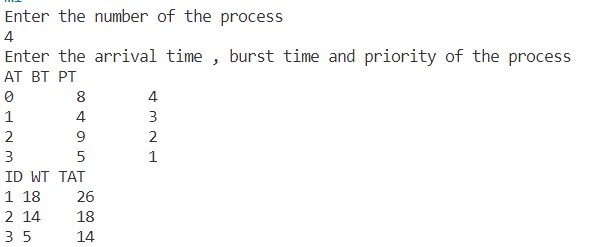 Enter the number of the process
4
Enter the arrival time , burst time and priority of the process
AT BT PT
0 8 4
1 4 3
2 9 2
3 5 1
ID WT TAT
1 18 26
2 14 18
3 5 14